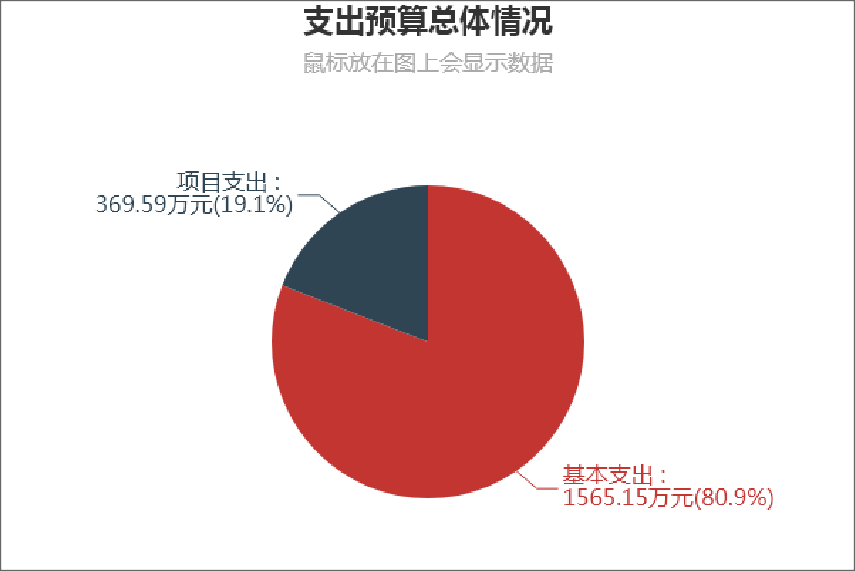 支出预算总体情况
鼠标放在图上会显示数据
项目支出：
369.59万元(19.1%)
基本支出：
1565.15万元(80.9%)